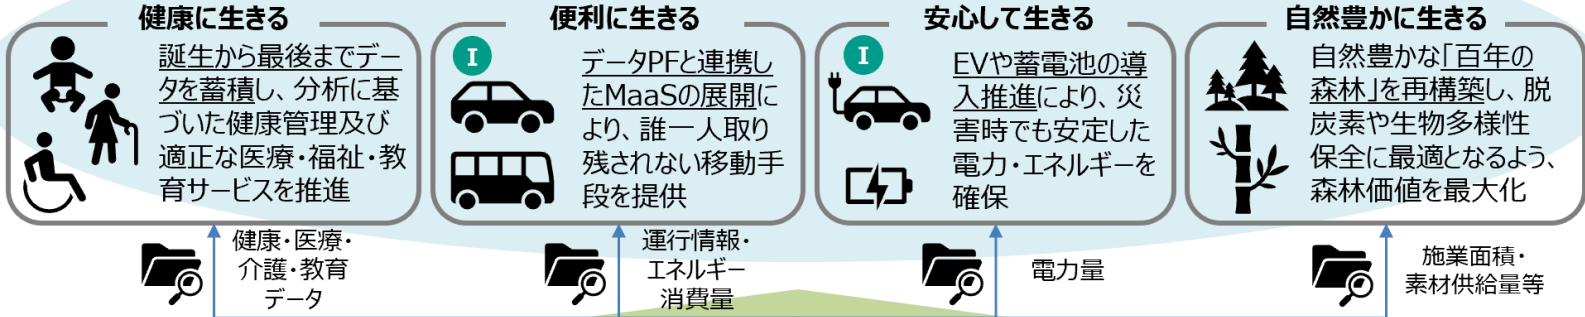 健康に生きる
誕生から最後までデー
タを蓄積し、分析に基
づいた健康管理及び
適正な医療・福祉・教
育サービスを推進
健康・医療・
介護・教育
データ
便利に生きる
I
データPFと連携し
たMaaSの展開に
より、誰一人取り
残されない移動手
段を提供
運行情報・
エネルギー
消費量
安心して生きる
I
EVや蓄電池の導
入推進により、災
害時でも安定した
電力・エネルギーを
確保
電力量
自然豊かに生きる
自然豊かな「百年の
森林」を再構築し、脱
炭素や生物多様性
保全に最適となるよう、
森林価値を最大化
施業面積・
素材供給量等